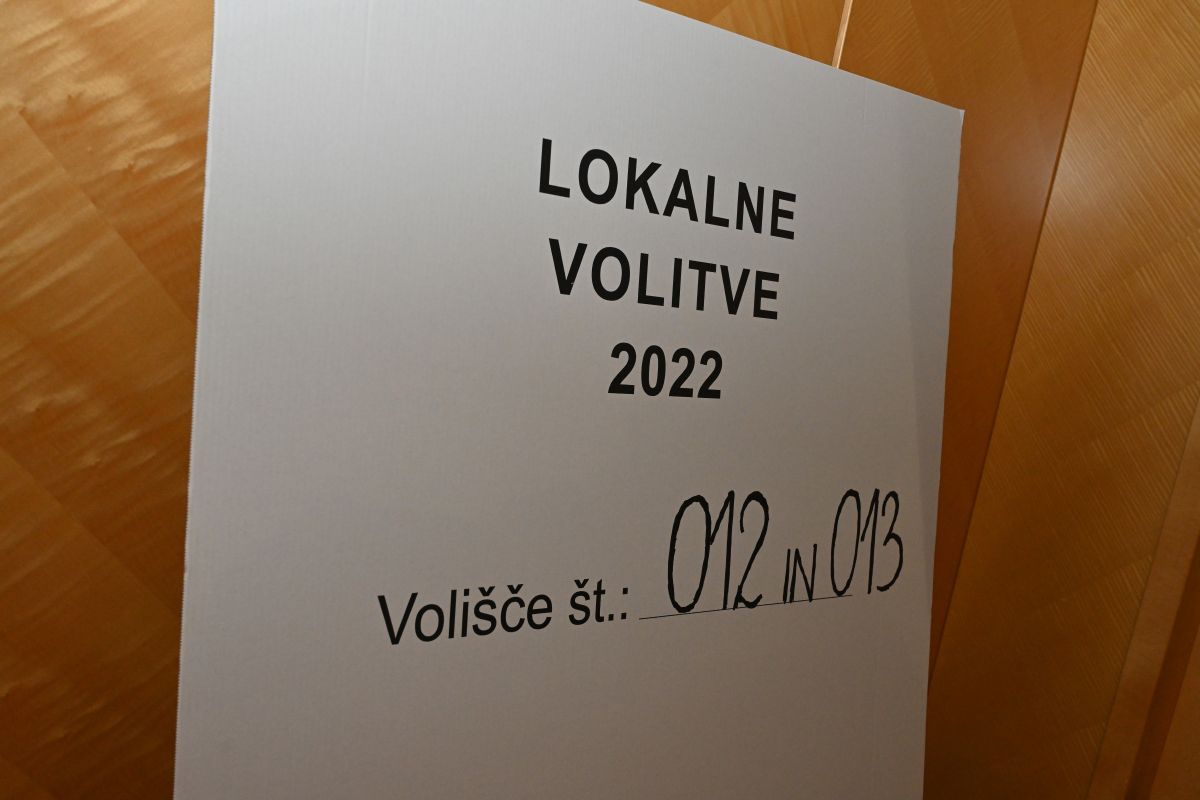 LOKALNE
VOLITVE
2022
Volišče št.: 012 IN 013